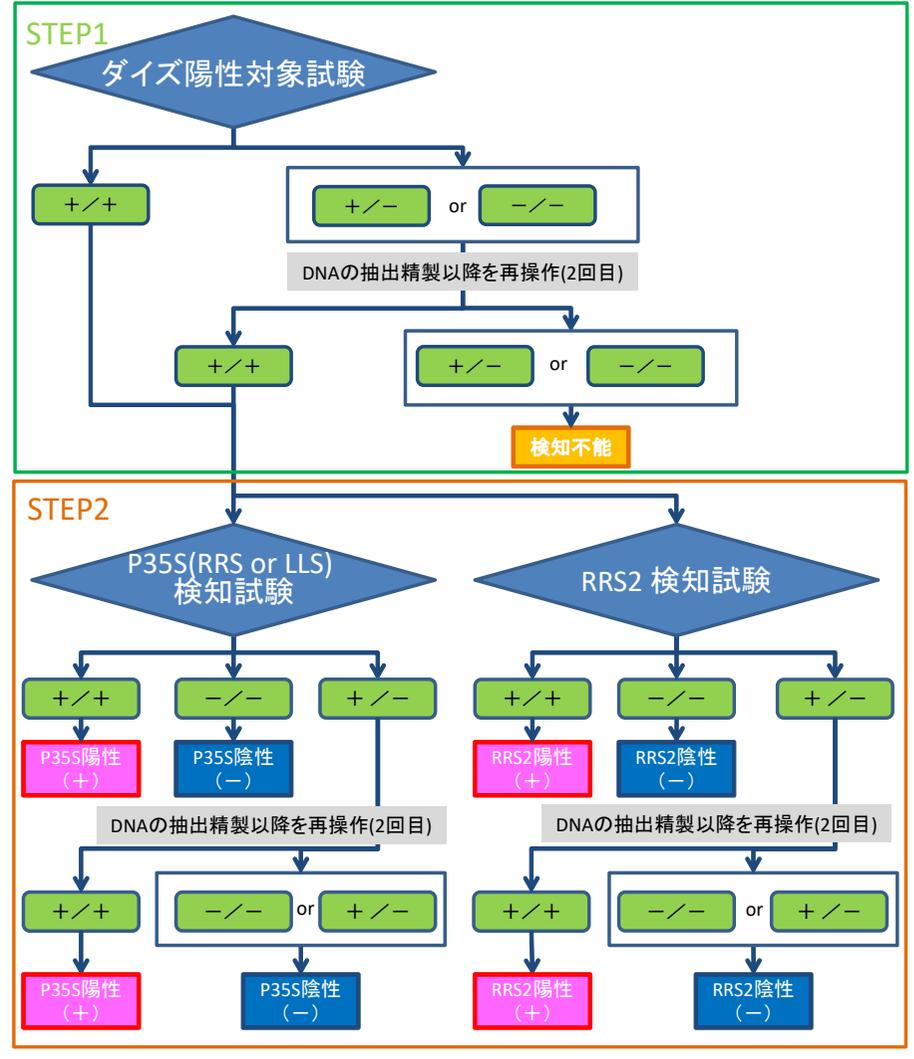 STEP1
ダイズ陽性対象試験
+/+
+/− or −/−
DNAの抽出精製以降を再操作(2回目)
+/+
+/− or −/−
検知不能
STEP2
P35S(RRS or LLS)
検知試験
RRS2 検知試験
+/+
−/−
+/−
+/+
−/−
+/−
P35S陽性
(+)
P35S陰性
(−)
RRS2陽性
(+)
RRS2陰性
(−)
DNAの抽出精製以降を再操作(2回目)
DNAの抽出精製以降を再操作(2回目)
+/+
−/− or +/−
+/+
−/− or +/−
P35S陽性
(+)
P35S陰性
(−)
RRS2陽性
(+)
RRS2陰性
(−)